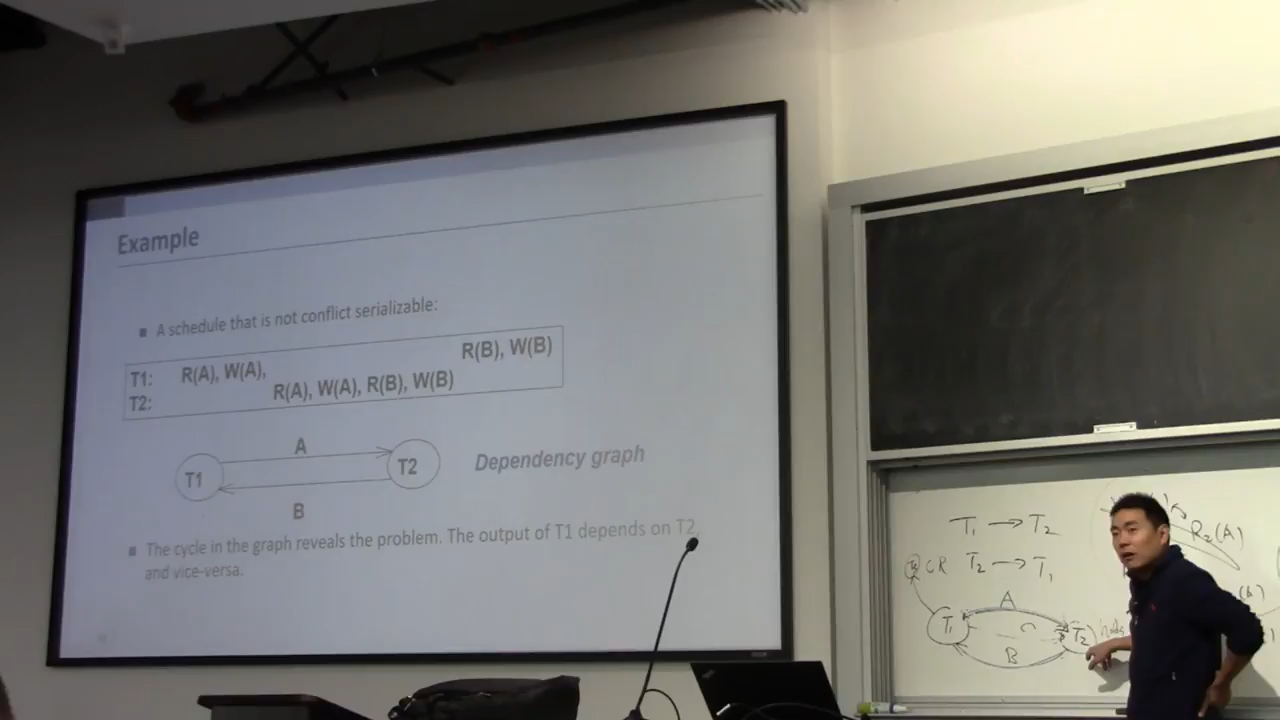 Example
■ A schedule that is not conflict serializable:
R(B), W(B)
T1: R(A), W(A),
T2: R(A), W(A), R(B), W(B)
A
T1 T2 Dependency graph
B
■ The cycle in the graph reveals the problem. The output of T1 depends on T2,
and vice-versa.
T1 → T2
R2(A)
OR T2 → T1
A
T1 T2
B